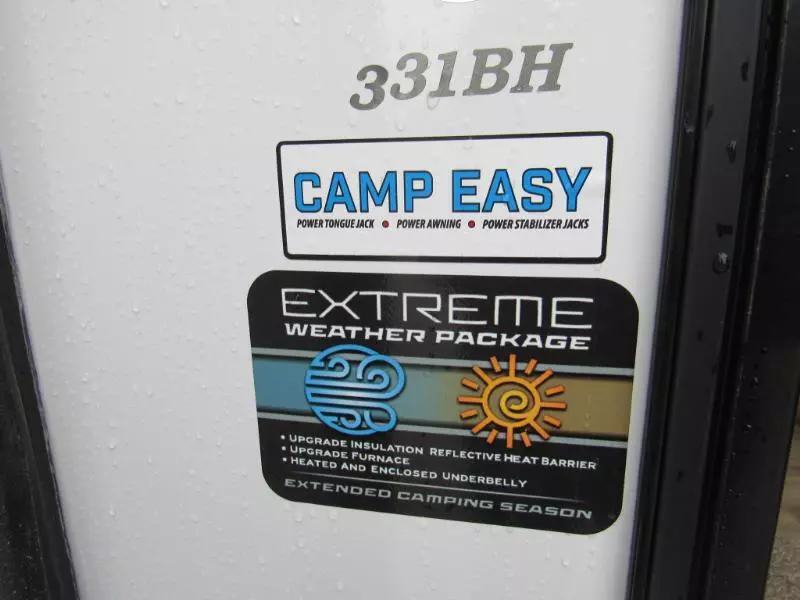 331BH
CAMP EASY
POWER TONGUE JACK • POWER AWNING • POWER STABILIZER JACKS
EXTREME
WEATHER PACKAGE
• UPGRADE INSULATION REFLECTIVE HEAT BARRIER
• UPGRADE FURNACE
• HEATED AND ENCLOSED UNDERBELLY
EXTENDED CAMPING SEASON